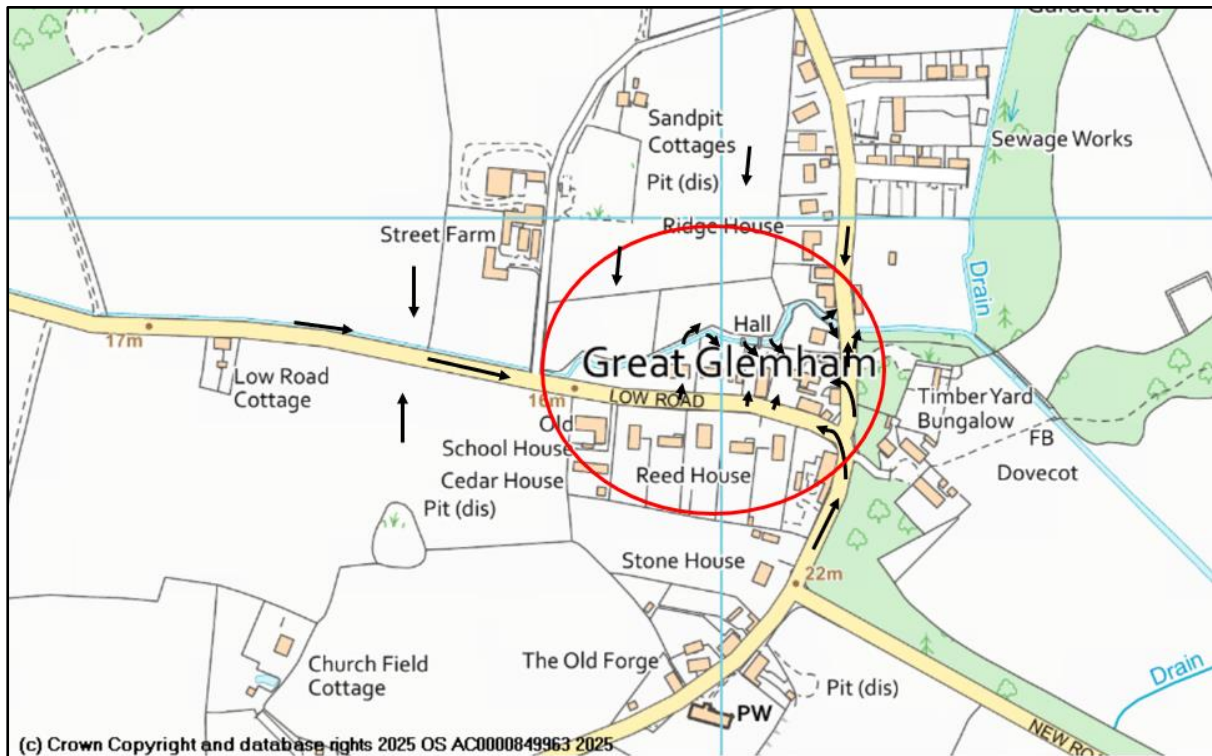 Garden Belt
Sandpit
Cottages
Sewage Works
Pit (dis)
Ridge House
Street Farm
Drain
Hall
17m
Great Glemham
Low Road
Cottage
LOW ROAD
Timber Yard
Bungalow
Old
School House
FB
Cedar House
Reed House
Dovecot
Pit (dis)
Stone House
22m
Church Field
Cottage
The Old Forge
Pit (dis)
Drain
PW
(c) Crown Copyright and database rights 2025 OS AC0000849963 2025